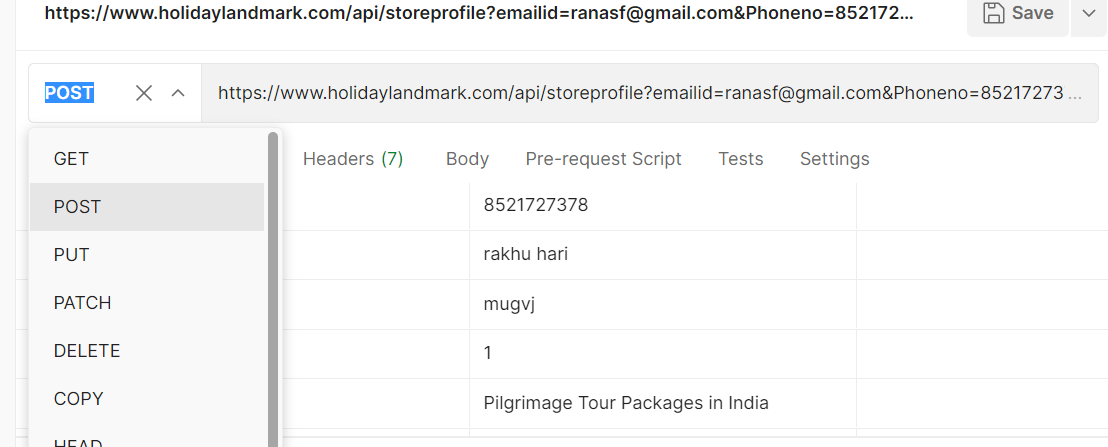 https://www.holidaylandmark.com/api/storeprofile?emailid=ranasf@gmail.com&Phoneno=852172...
Save
POST
https://www.holidaylandmark.com/api/storeprofile?emailid=ranasf@gmail.com&Phoneno=85217273 ...
Headers (7) Body Pre-request Script Tests Settings
GET
POST
PUT
PATCH
DELETE
COPY
HEAD
8521727378
rakhu hari
mugvj
1
Pilgrimage Tour Packages in India